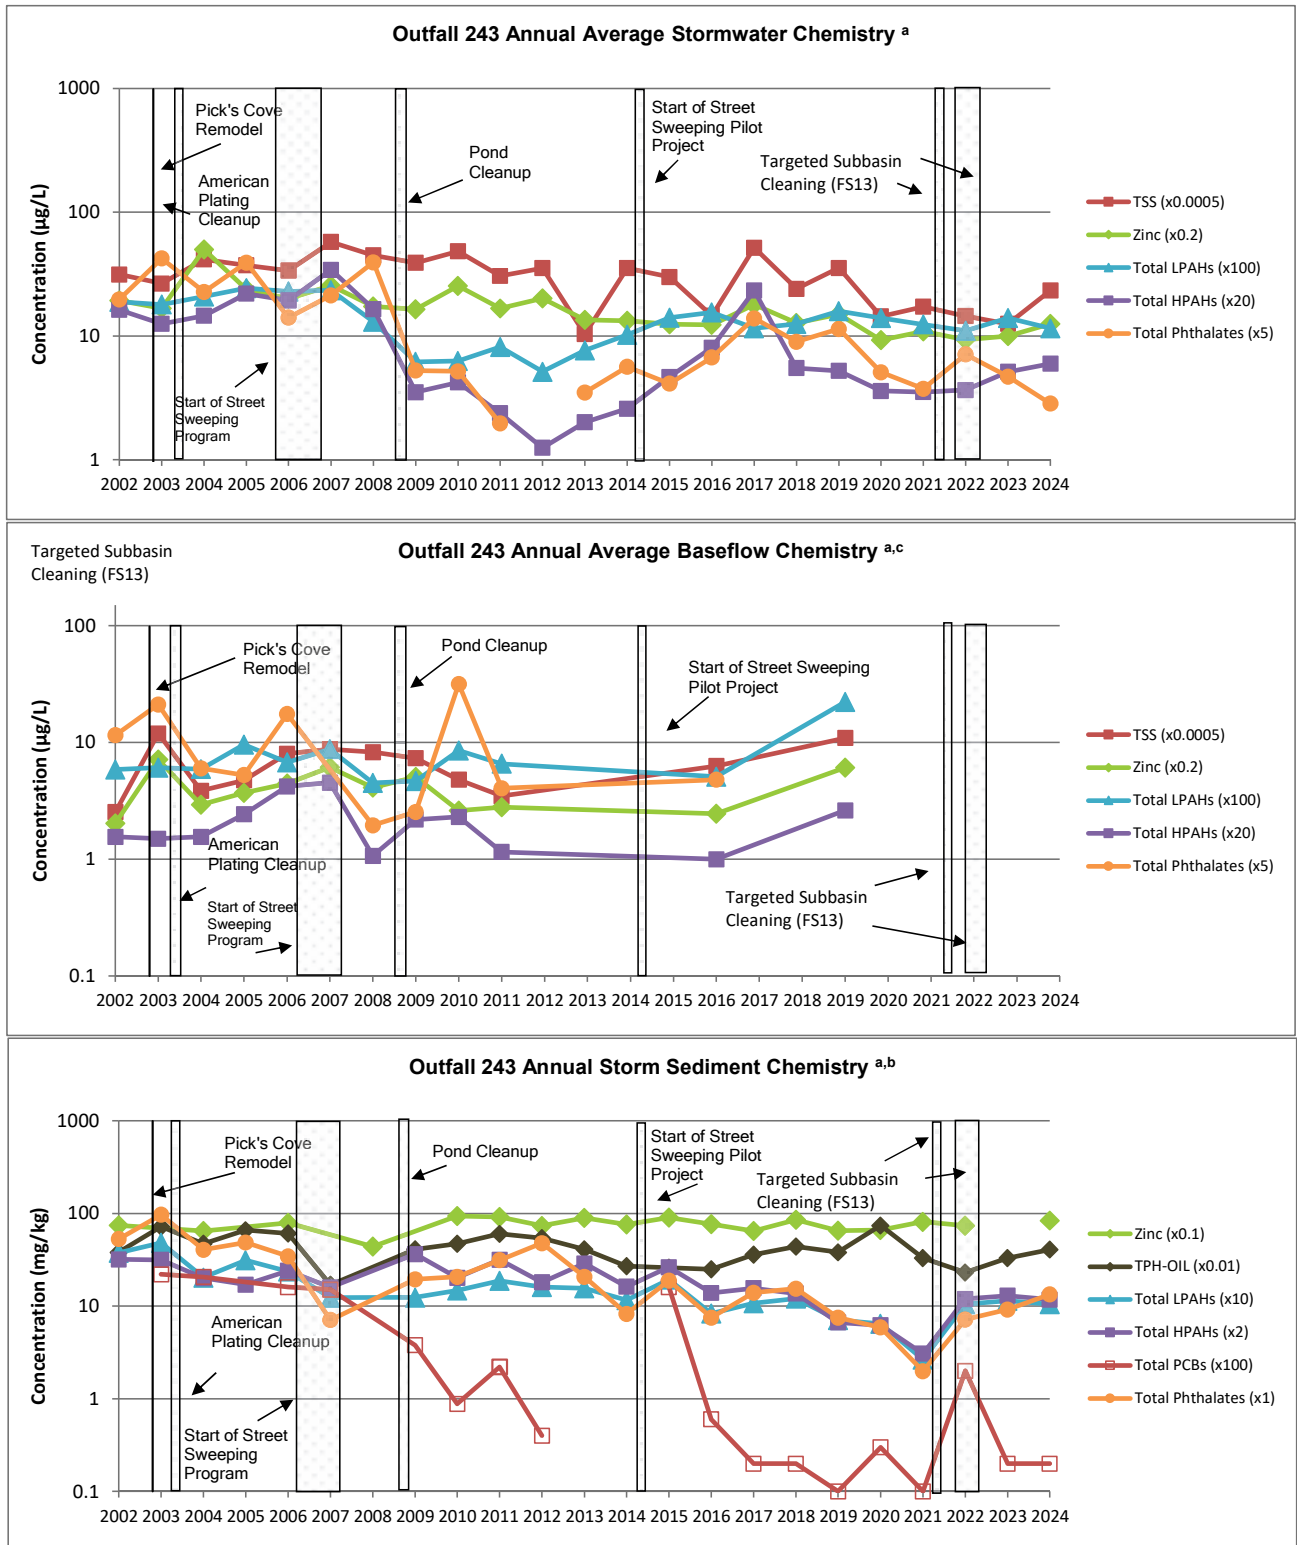 Outfall 243 Annual Average Stormwater Chemistry a
1000
100
10
1
Concentration (µg/L)
Pick's Cove
Remodel
American
Plating
Cleanup
Start of Street
Sweeping
Program
Pond
Cleanup
Start of Street
Sweeping Pilot
Project
Targeted Subbasin
Cleaning (FS13)
TSS (x0.0005)
Zinc (x0.2)
Total LPAHs (x100)
Total HPAHs (x20)
Total Phthalates (x5)
2002 2003 2004 2005 2006 2007 2008 2009 2010 2011 2012 2013 2014 2015 2016 2017 2018 2019 2020 2021 2022 2023 2024
Targeted Subbasin
Cleaning (FS13)
Outfall 243 Annual Average Baseflow Chemistry a,c
100
10
1
0.1
Concentration (µg/L)
Pick's Cove
Remodel
American
Plating Cleanup
Start of Street
Sweeping
Program
Pond Cleanup
Start of Street Sweeping
Pilot Project
Targeted Subbasin
Cleaning (FS13)
TSS (x0.0005)
Zinc (x0.2)
Total LPAHs (x100)
Total HPAHs (x20)
Total Phthalates (x5)
2002 2003 2004 2005 2006 2007 2008 2009 2010 2011 2012 2013 2014 2015 2016 2017 2018 2019 2020 2021 2022 2023 2024
Outfall 243 Annual Storm Sediment Chemistry a,b
1000
100
10
1
0.1
Concentration (mg/kg)
Pick's Cove
Remodel
American
Plating Cleanup
Start of Street
Sweeping
Program
Pond Cleanup
Start of Street
Sweeping Pilot
Project
Targeted Subbasin
Cleaning (FS13)
Zinc (x0.1)
TPH-OIL (x0.01)
Total LPAHs (x10)
Total HPAHs (x2)
Total PCBs (x100)
Total Phthalates (x1)
2002 2003 2004 2005 2006 2007 2008 2009 2010 2011 2012 2013 2014 2015 2016 2017 2018 2019 2020 2021 2022 2023 2024